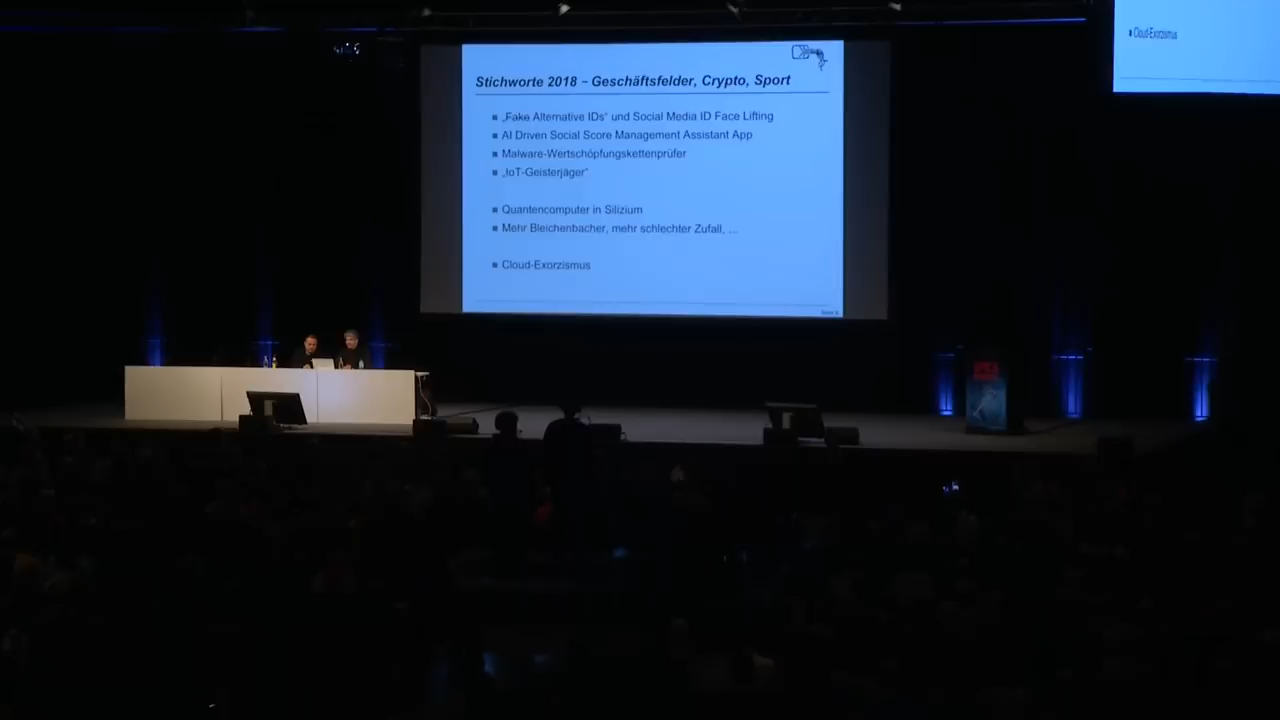 Stichworte 2018 – Geschäftsfelder, Crypto, Sport
■ „Fake Alternative IDs“ und Social Media ID Face Lifting
■ AI Driven Social Score Management Assistant App
■ Malware-Wertschöpfungskettenprüfer
■ „IoT-Geisterjäger“
■ Quantencomputer in Silizium
■ Mehr Bleichenbacher, mehr schlechter Zufall, ...
■ Cloud-Exorzismus
■ Cloud-Exorzismus